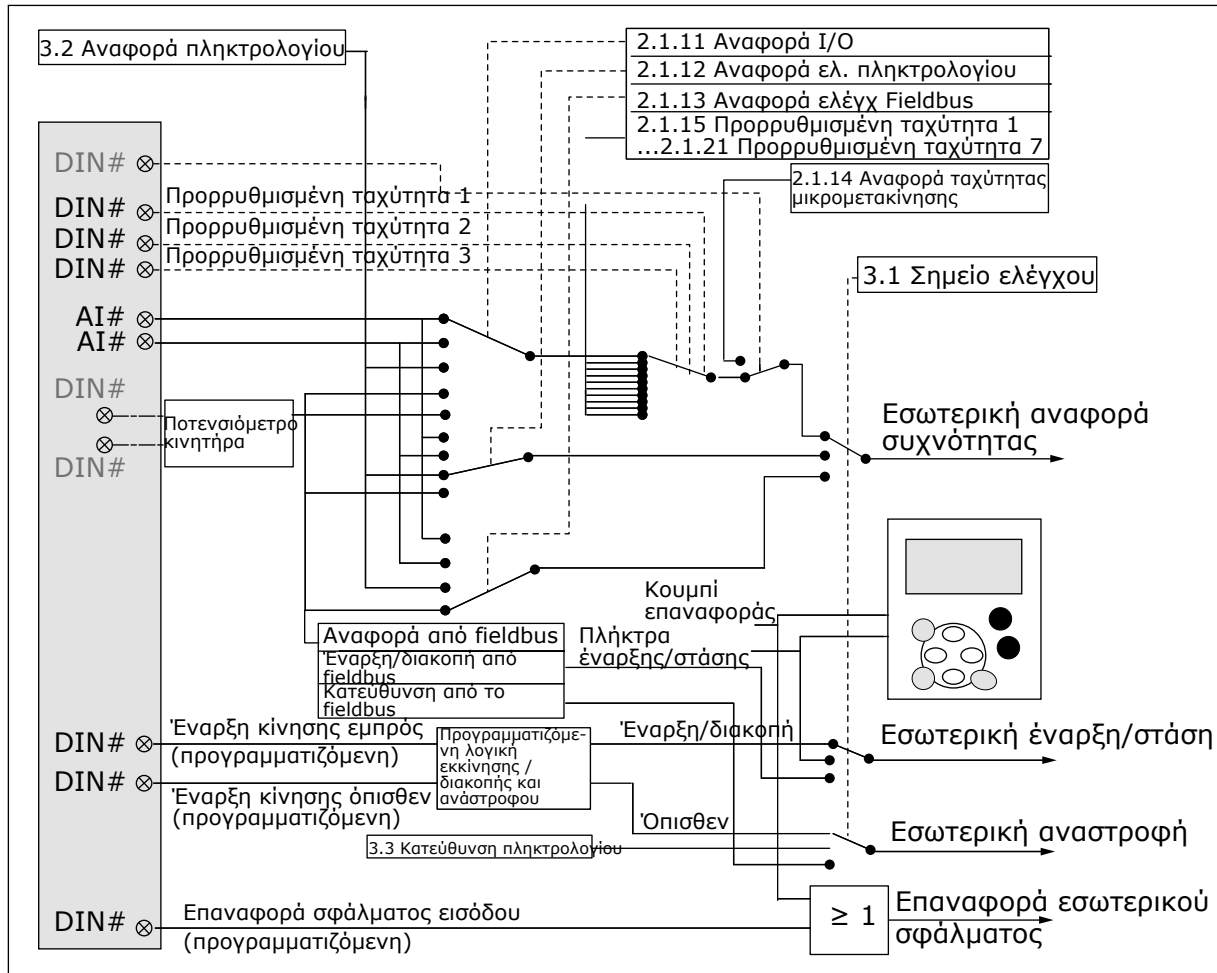 3.2 Αναφορά πληκτρολογίου
2.1.11 Αναφορά I/O
2.1.12 Αναφορά ελ. πληκτρολογίου
2.1.13 Αναφορά ελέγχ Fieldbus
2.1.15 Προρρυθμισμένη ταχύτητα 1
...2.1.21 Προρρυθμισμένη ταχύτητα 7
2.1.14 Αναφορά ταχύτητας
μικρομετακίνησης
3.1 Σημείο ελέγχου
DIN#
DIN#
Προρρυθμισμένη ταχύτητα 1
DIN#
Προρρυθμισμένη ταχύτητα 2
DIN#
Προρρυθμισμένη ταχύτητα 3
AI#
AI#
DIN#
Ποτενσιόμετρο
κινητήρα
DIN#
Εσωτερική αναφορά
συχνότητας
Κουμπί
επαναφοράς
Πλήκτρα
έναρξης/στάσης
Αναφορά από fieldbus
Έναρξη/διακοπή από
fieldbus
Κατεύθυνση από το
fieldbus
DIN#
Έναρξη κίνησης εμπρός
(προγραμματιζόμενη)
DIN#
Έναρξη κίνησης όπισθεν
(προγραμματιζόμενη)
Προγραμματιζόμε-
νη λογική
εκκίνησης /
διακοπής και
ανάστροφου
Έναρξη/διακοπή
Εσωτερική έναρξη/στάση
Όπισθεν
3.3 Κατεύθυνση πληκτρολογίου
Εσωτερική αναστροφή
DIN#
Επαναφορά σφάλματος εισόδου
(προγραμματιζόμενη)
≥ 1
Επαναφορά εσωτερικού
σφάλματος